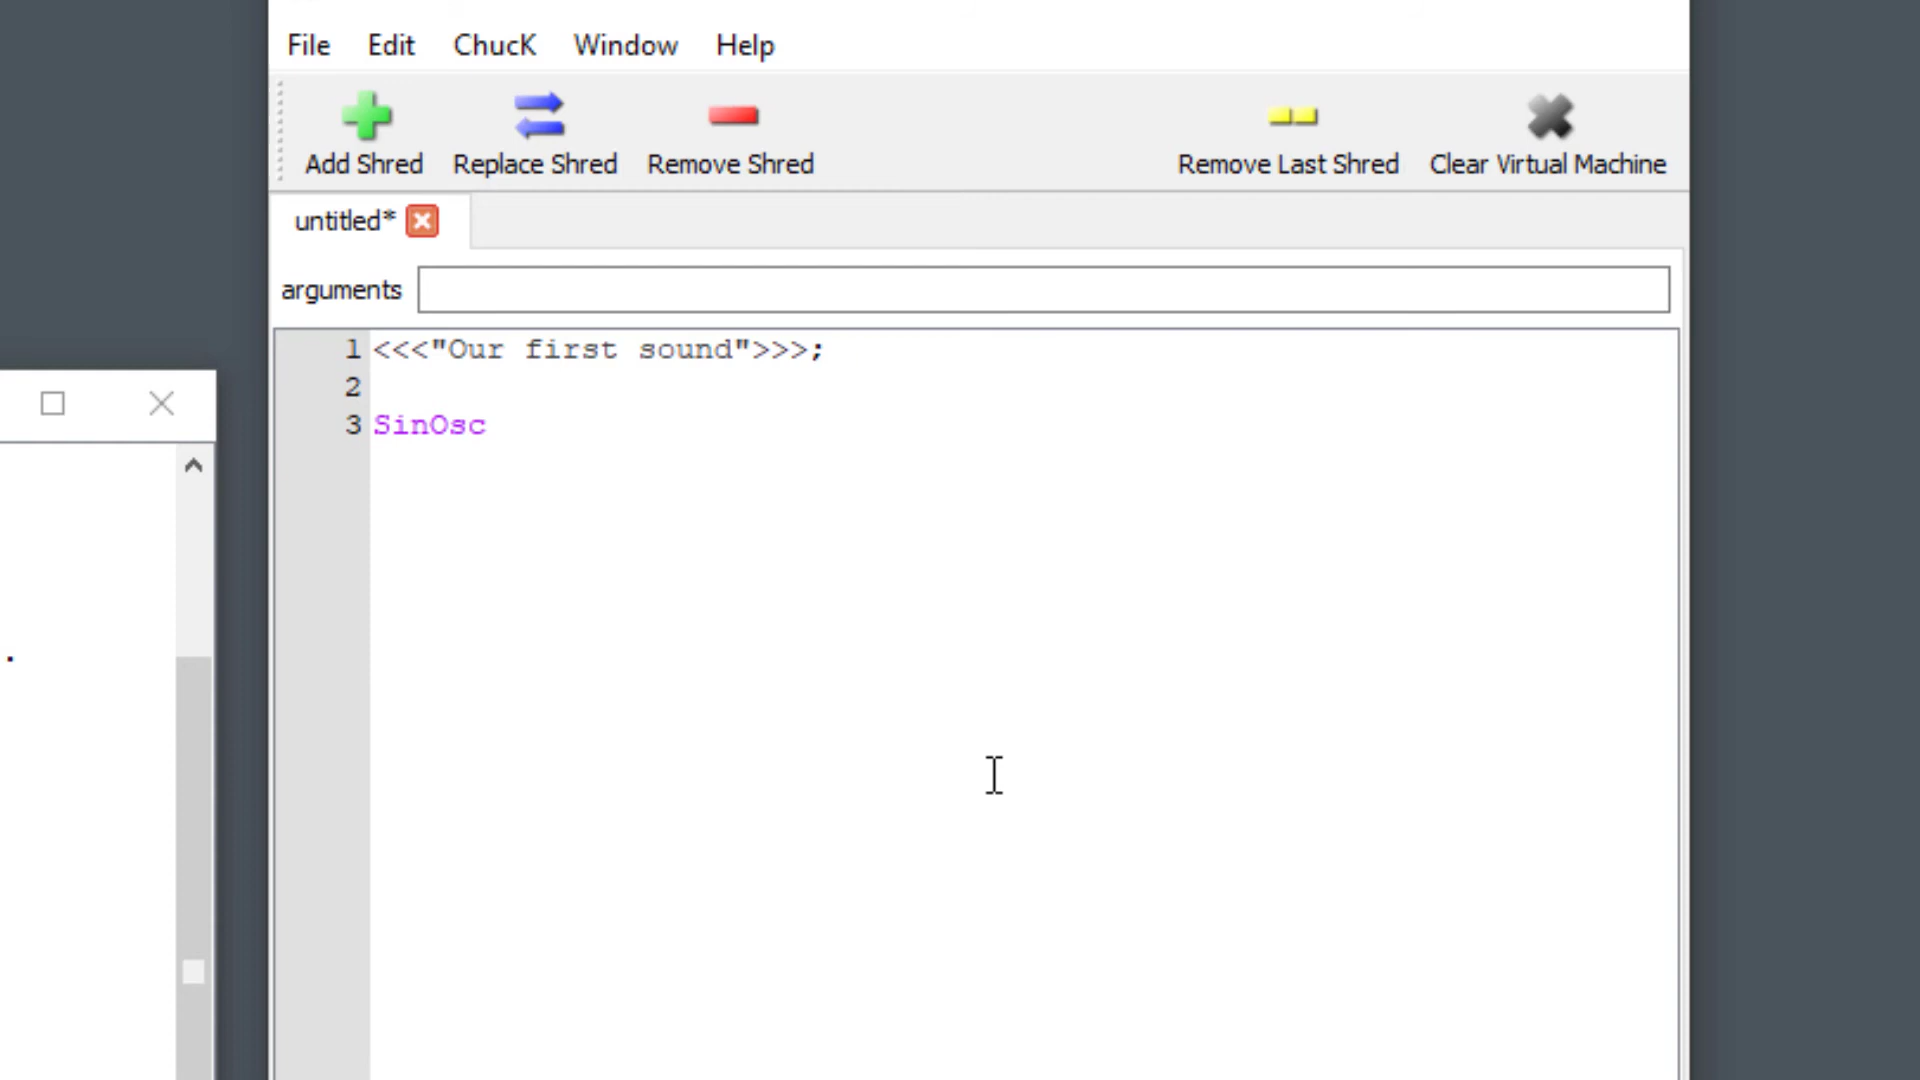 File Edit ChucK Window Help
Add Shred Replace Shred Remove Shred Remove Last Shred Clear Virtual Machine
untitled*
arguments
1 <<<"Our first sound">>>;
2
3 SinOsc